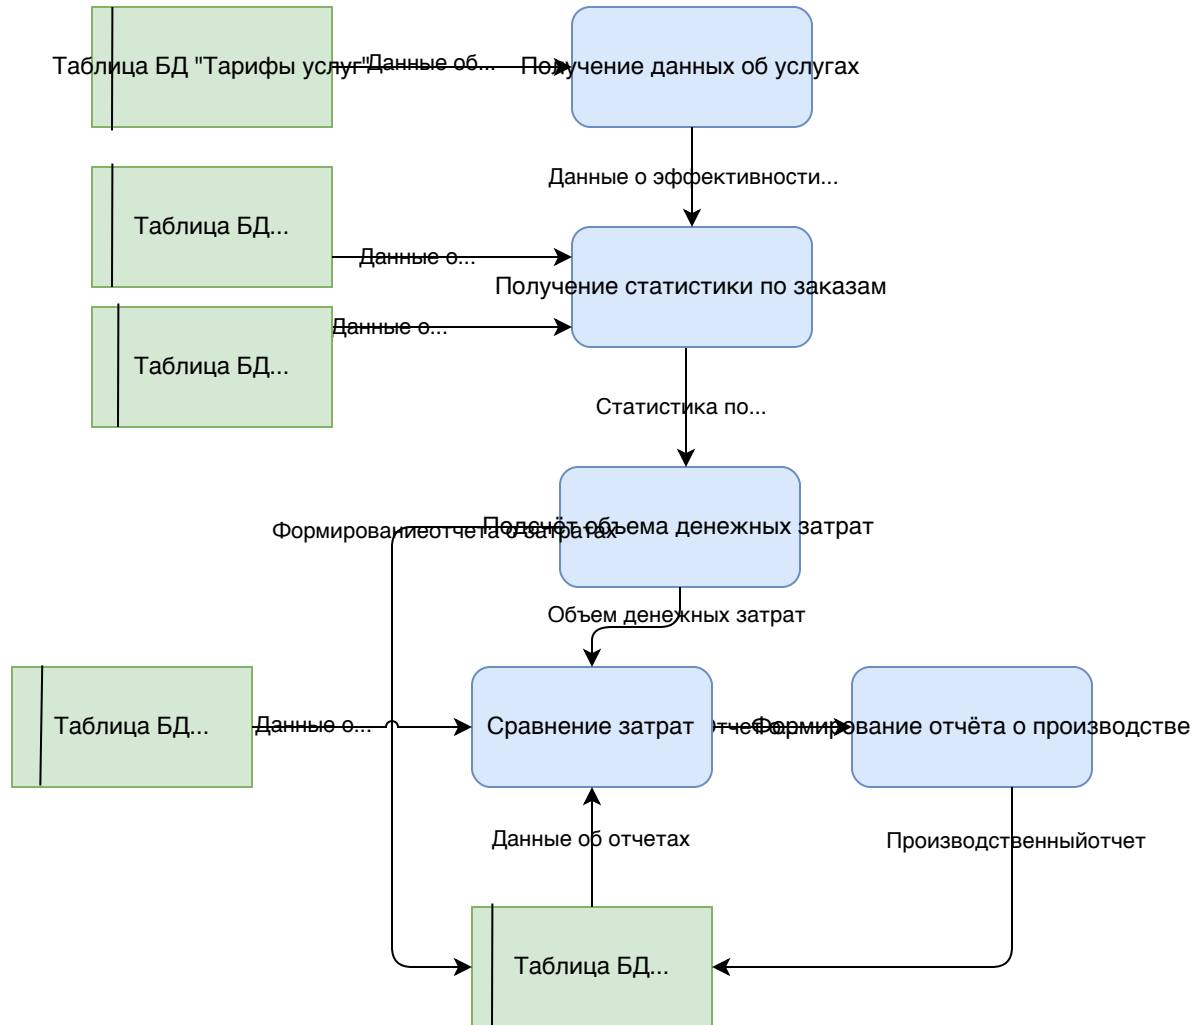 Таблица БД "Тарифы услуг"
Данные об...
Получение данных об услугах
Данные о эффективности...
Таблица БД...
Данные о...
Получение статистики по заказам
Данные о...
Таблица БД...
Статистика по...
Формированиеотчета о затратах
Подсчёт объема денежных затрат
Объем денежных затрат
Таблица БД...
Данные о...
Сравнение затрат
Формирование отчёта о производстве
Данные об отчетах
Производственныйотчет
Таблица БД...